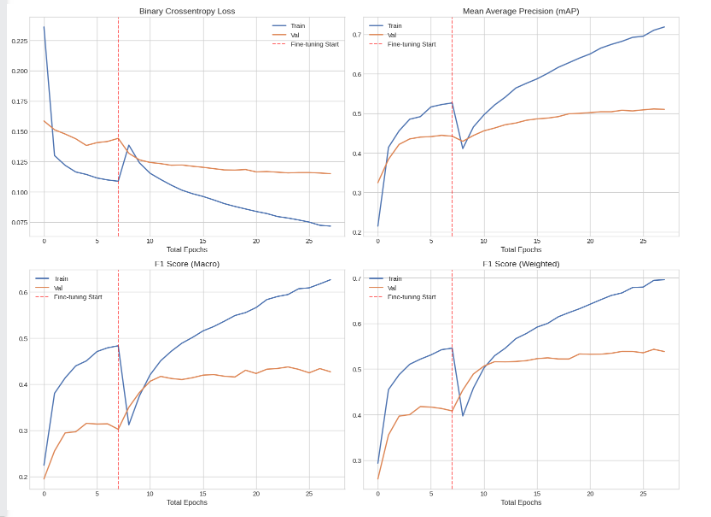 Binary Crossentropy Loss
Train
Val
Fine-tuning Start
0.225
0.200
0.175
0.150
0.125
0.100
0.075
0 5 10 15 20 25
Total Epochs
Mean Average Precision (mAP)
Train
Val
Fine-tuning Start
0.7
0.6
0.5
0.4
0.3
0.2
0 5 10 15 20 25
Total Epochs
F1 Score (Macro)
Train
Val
Fine-tuning Start
0.6
0.5
0.4
0.3
0.2
0 5 10 15 20 25
Total Epochs
F1 Score (Weighted)
Train
Val
Fine-tuning Start
0.7
0.6
0.5
0.4
0.3
0 5 10 15 20 25
Total Epochs